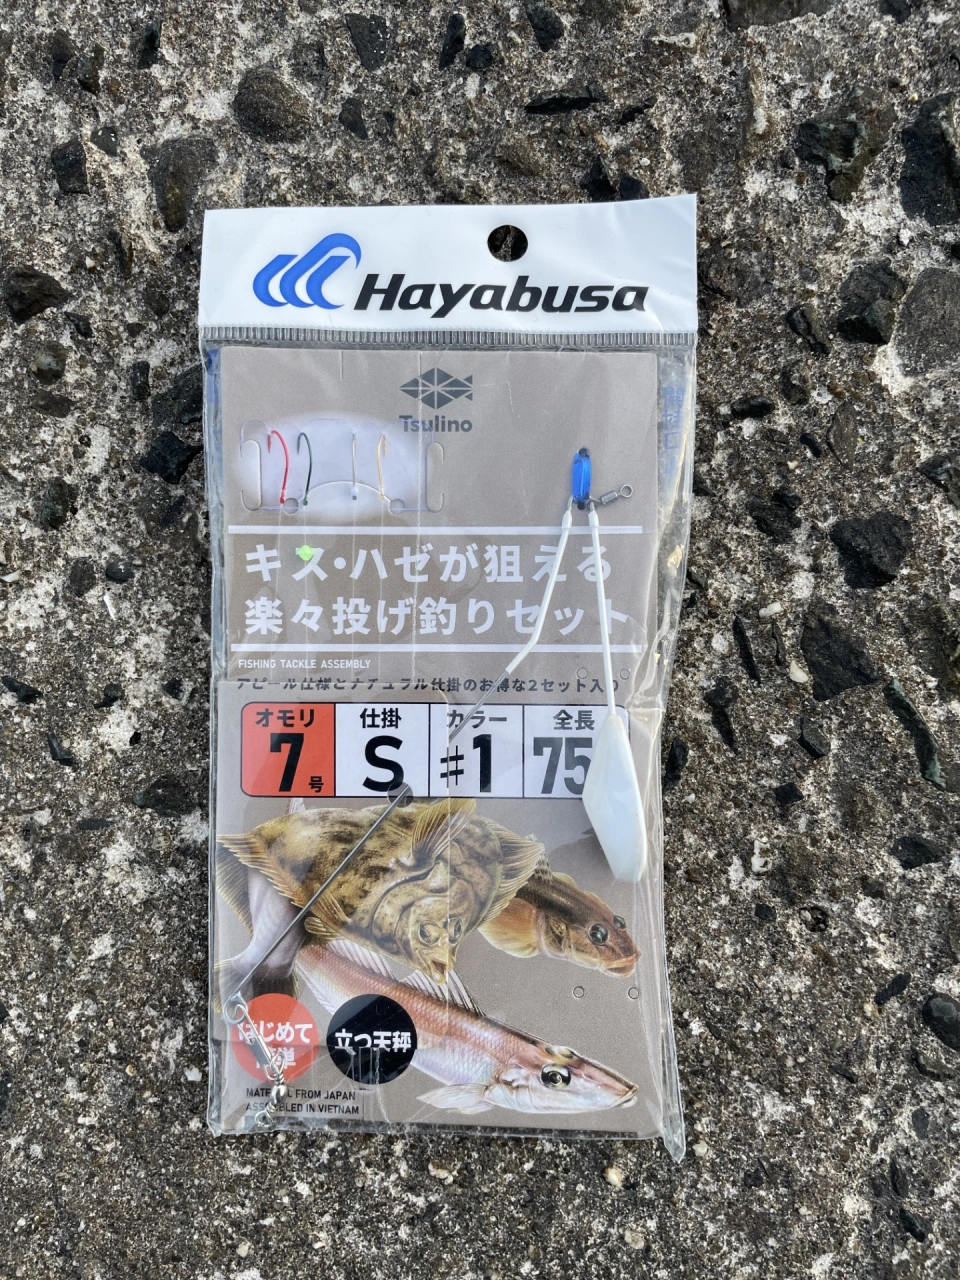 Hayabusa
Tsulino
キス・ハゼが狙える
楽々投げ釣りセット
FISHING TACKLE ASSEMBLY
アピール仕様とナチュラル仕掛のお得な2セット入り
オモリ 仕掛 カラー 全長
7号 S #1 75
はじめて
簡単
立つ天秤
MATERIAL FROM JAPAN
ASSEMBLED IN VIETNAM